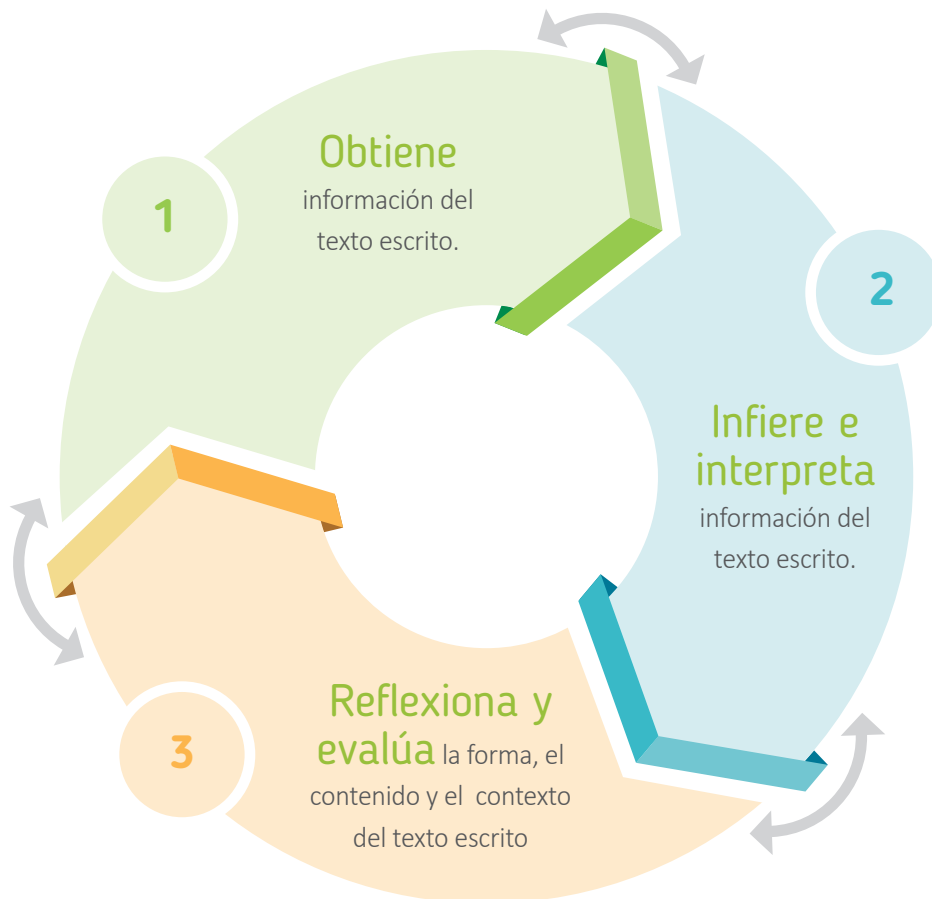 1
Obtiene
información del
texto escrito.
2
Infiere e
interpreta
información del
texto escrito.
3
Reflexiona y
evalúa la forma, el
contenido y el contexto
del texto escrito